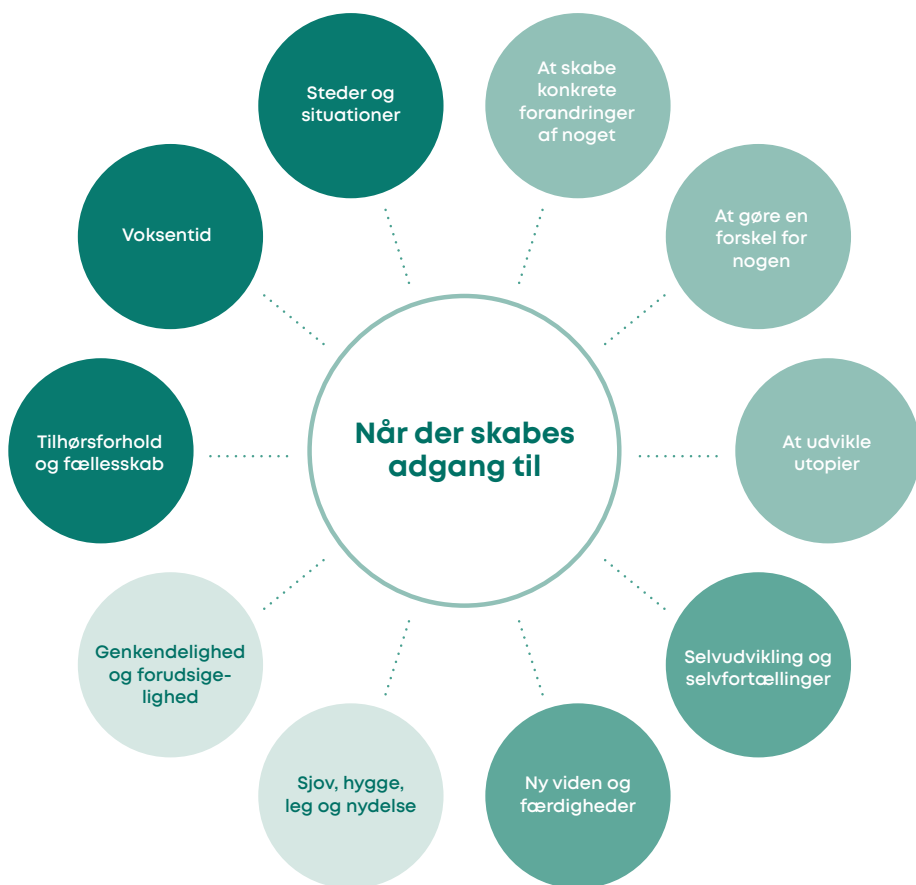 Når der skabes
adgang til
At skabe
konkrete
forandringer
af noget
At gøre en
forskel for
nogen
At udvikle
utopier
Selvudvikling og
selvfortællinger
Ny viden og
færdigheder
Sjov, hygge,
leg og nydelse
Genkendelighed
og forudsige-
lighed
Tilhørsforhold
og fællesskab
Voksentid
Steder og
situationer